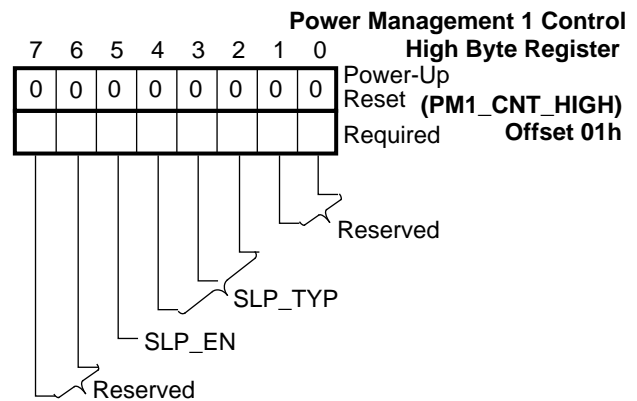 Power Management 1 Control
High Byte Register
7 6 5 4 3 2 1 0
Power-Up
0 0 0 0 0 0 0 0
Reset (PM1_CNT_HIGH)
Required Offset 01h
Reserved
SLP_TYP
SLP_EN
Reserved